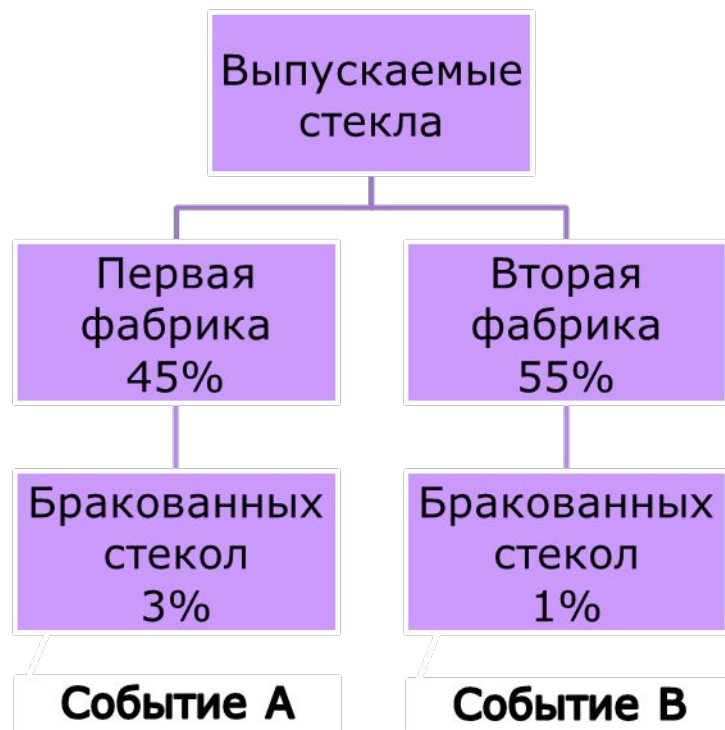 Выпускаемые
стекла
Первая
фабрика
45%
Вторая
фабрика
55%
Бракованных
стекол
3%
Бракованных
стекол
1%
Событие А
Событие В